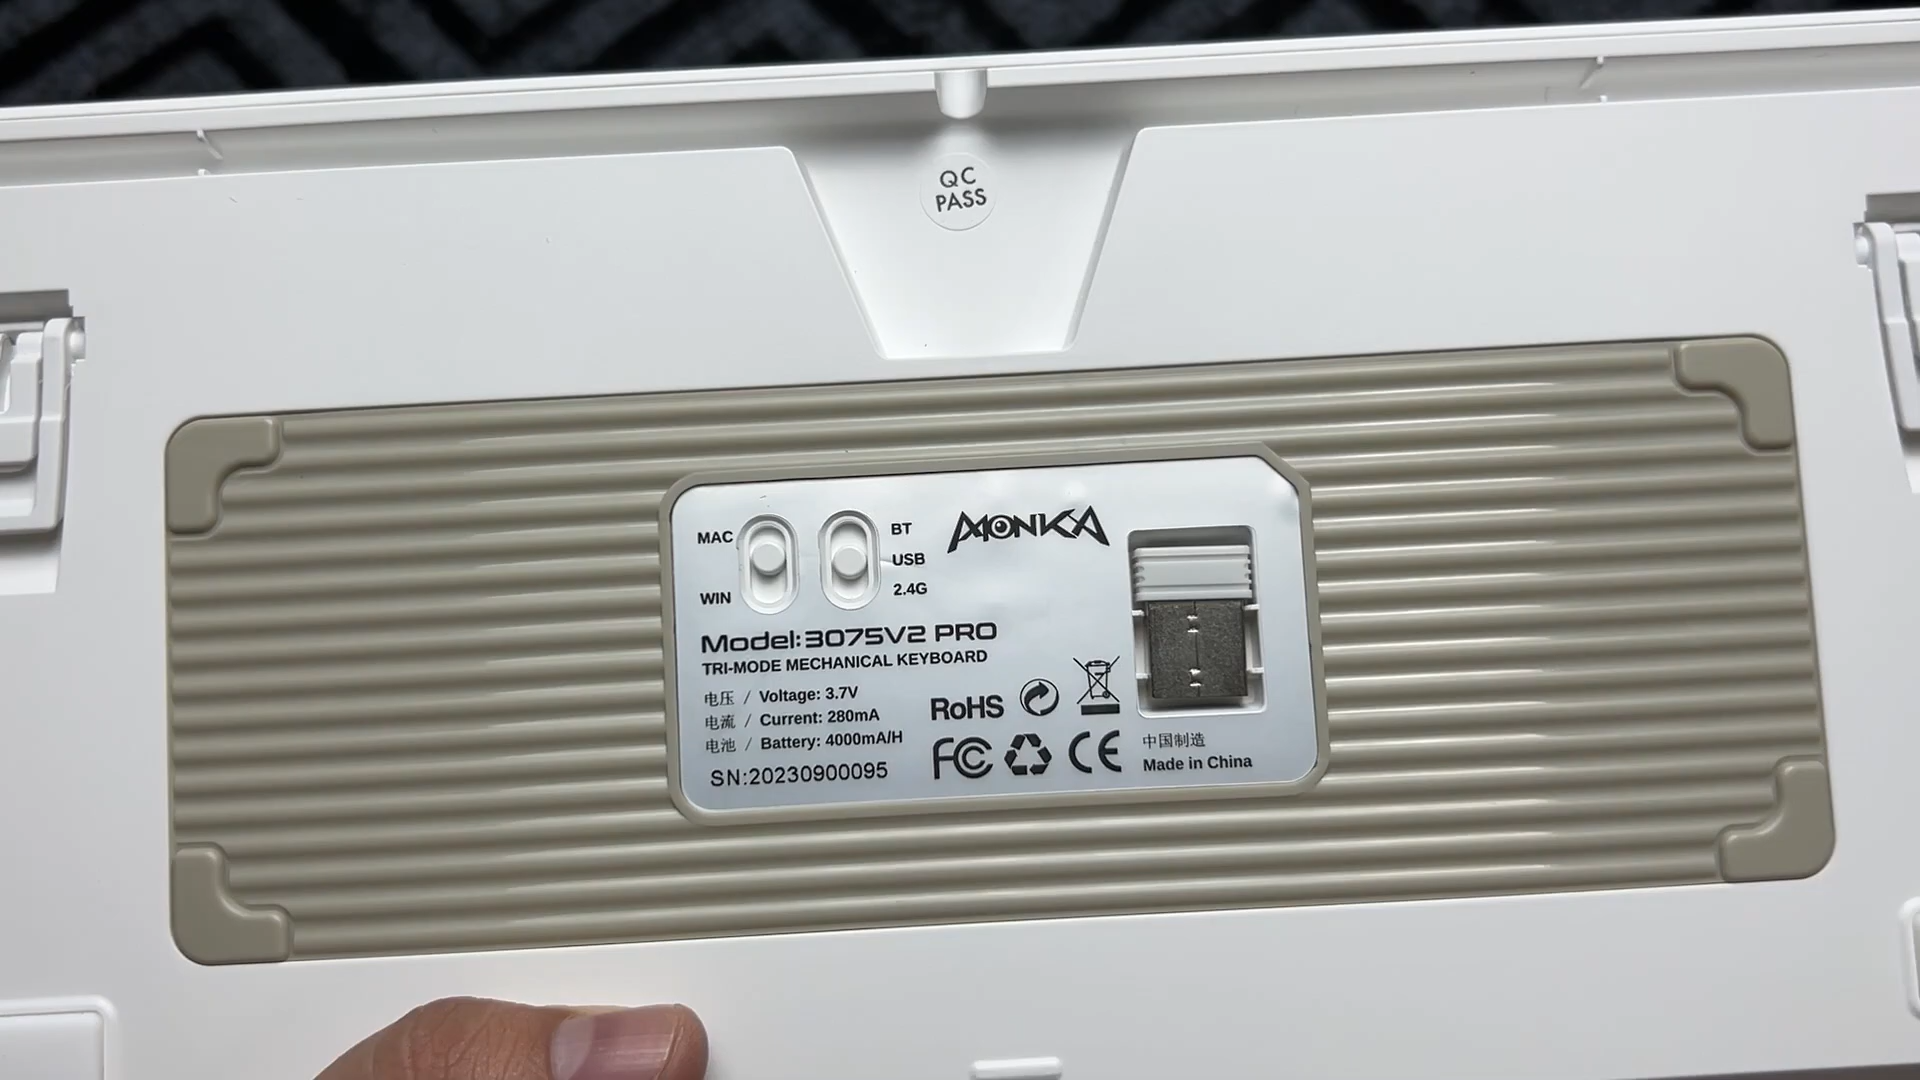 QC
PASS
MAC
WIN
BT
USB
2.4G
MONKA
Model:3075V2 PRO
TRI-MODE MECHANICAL KEYBOARD
电压 / Voltage: 3.7V
电流 / Current: 280mA
电池 / Battery: 4000mA/H
SN:20230900095
RoHS
FC CE
中国制造
Made in China